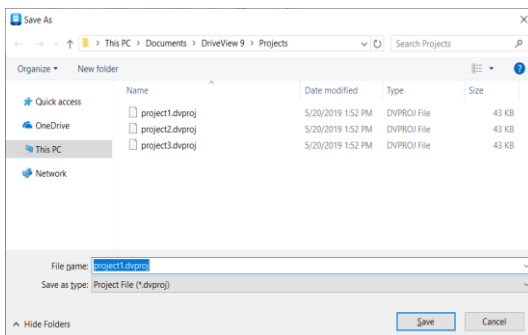 Save As
This PC > Documents > DriveView 9 > Projects
Search Projects
Organize
New folder
Name Date modified Type Size
Quick access
OneDrive
This PC
Network
project1.dvproj 5/20/2019 1:52 PM DVPROJ File 43 KB
project2.dvproj 5/20/2019 1:52 PM DVPROJ File 43 KB
project3.dvproj 5/20/2019 1:52 PM DVPROJ File 43 KB
File name: project1.dvproj
Save as type: Project File (*.dvproj)
Hide Folders
Save
Cancel